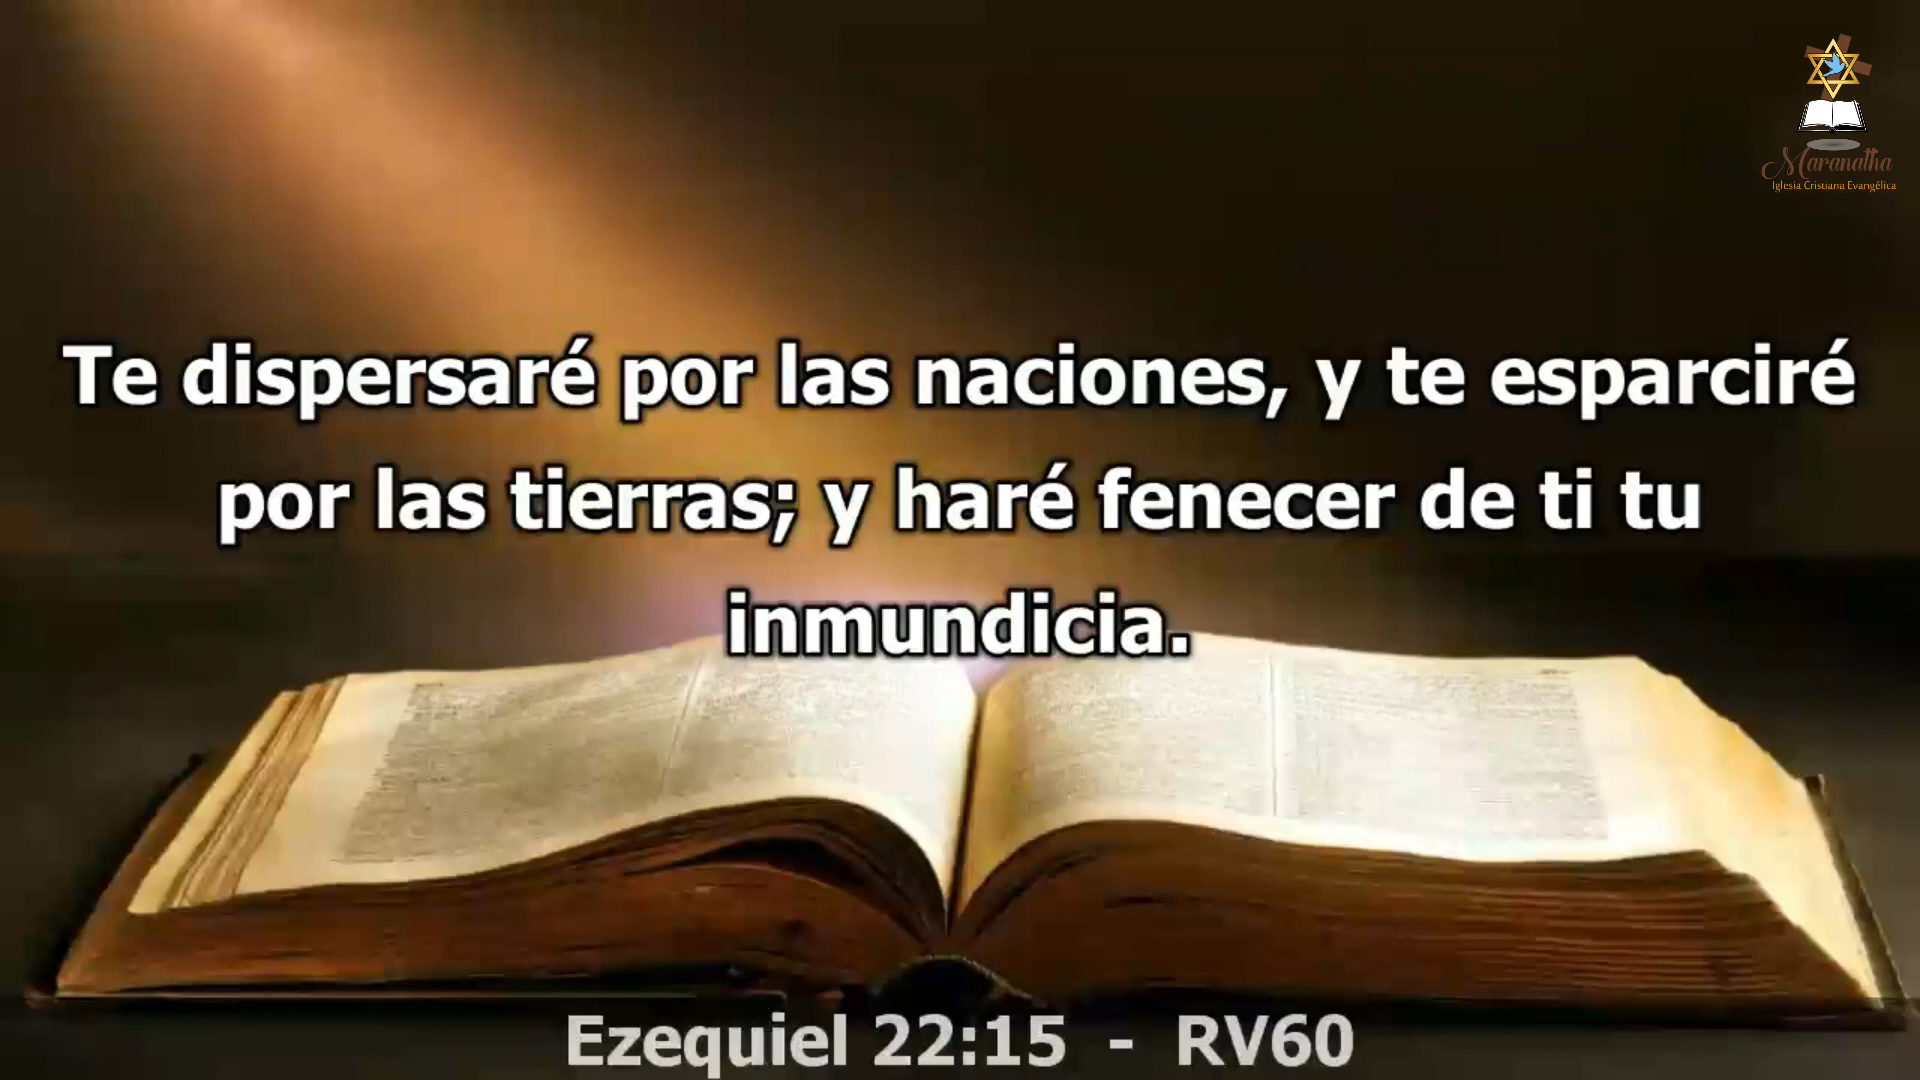 Maranatha
Iglesia Cristiana Evangélica
Te dispersaré por las naciones, y te esparciré
por las tierras; y haré fenecer de ti tu
inmundicia.
Ezequiel 22:15 - RV60